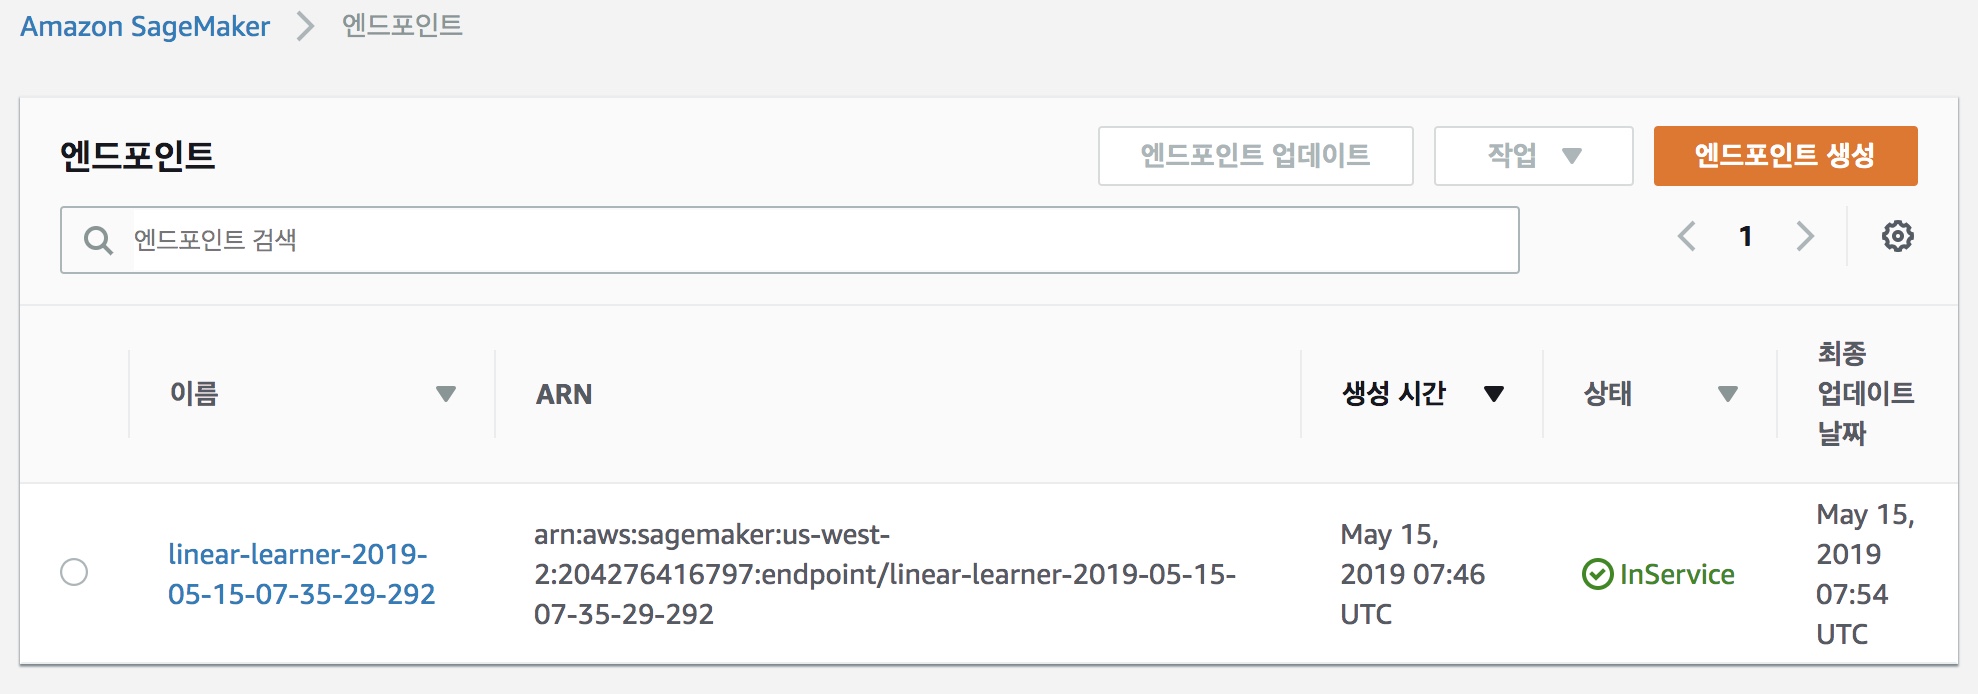 Amazon SageMaker > 엔드포인트
엔드포인트
엔드포인트 업데이트
작업
엔드포인트 생성
엔드포인트 검색
1
이름
ARN
생성 시간
상태
최종
업데이트
날짜
linear-learner-2019-
05-15-07-35-29-292
arn:aws:sagemaker:us-west-
2:204276416797:endpoint/linear-learner-2019-05-15-
07-35-29-292
May 15,
2019 07:46
UTC
InService
May 15,
2019
07:54
UTC